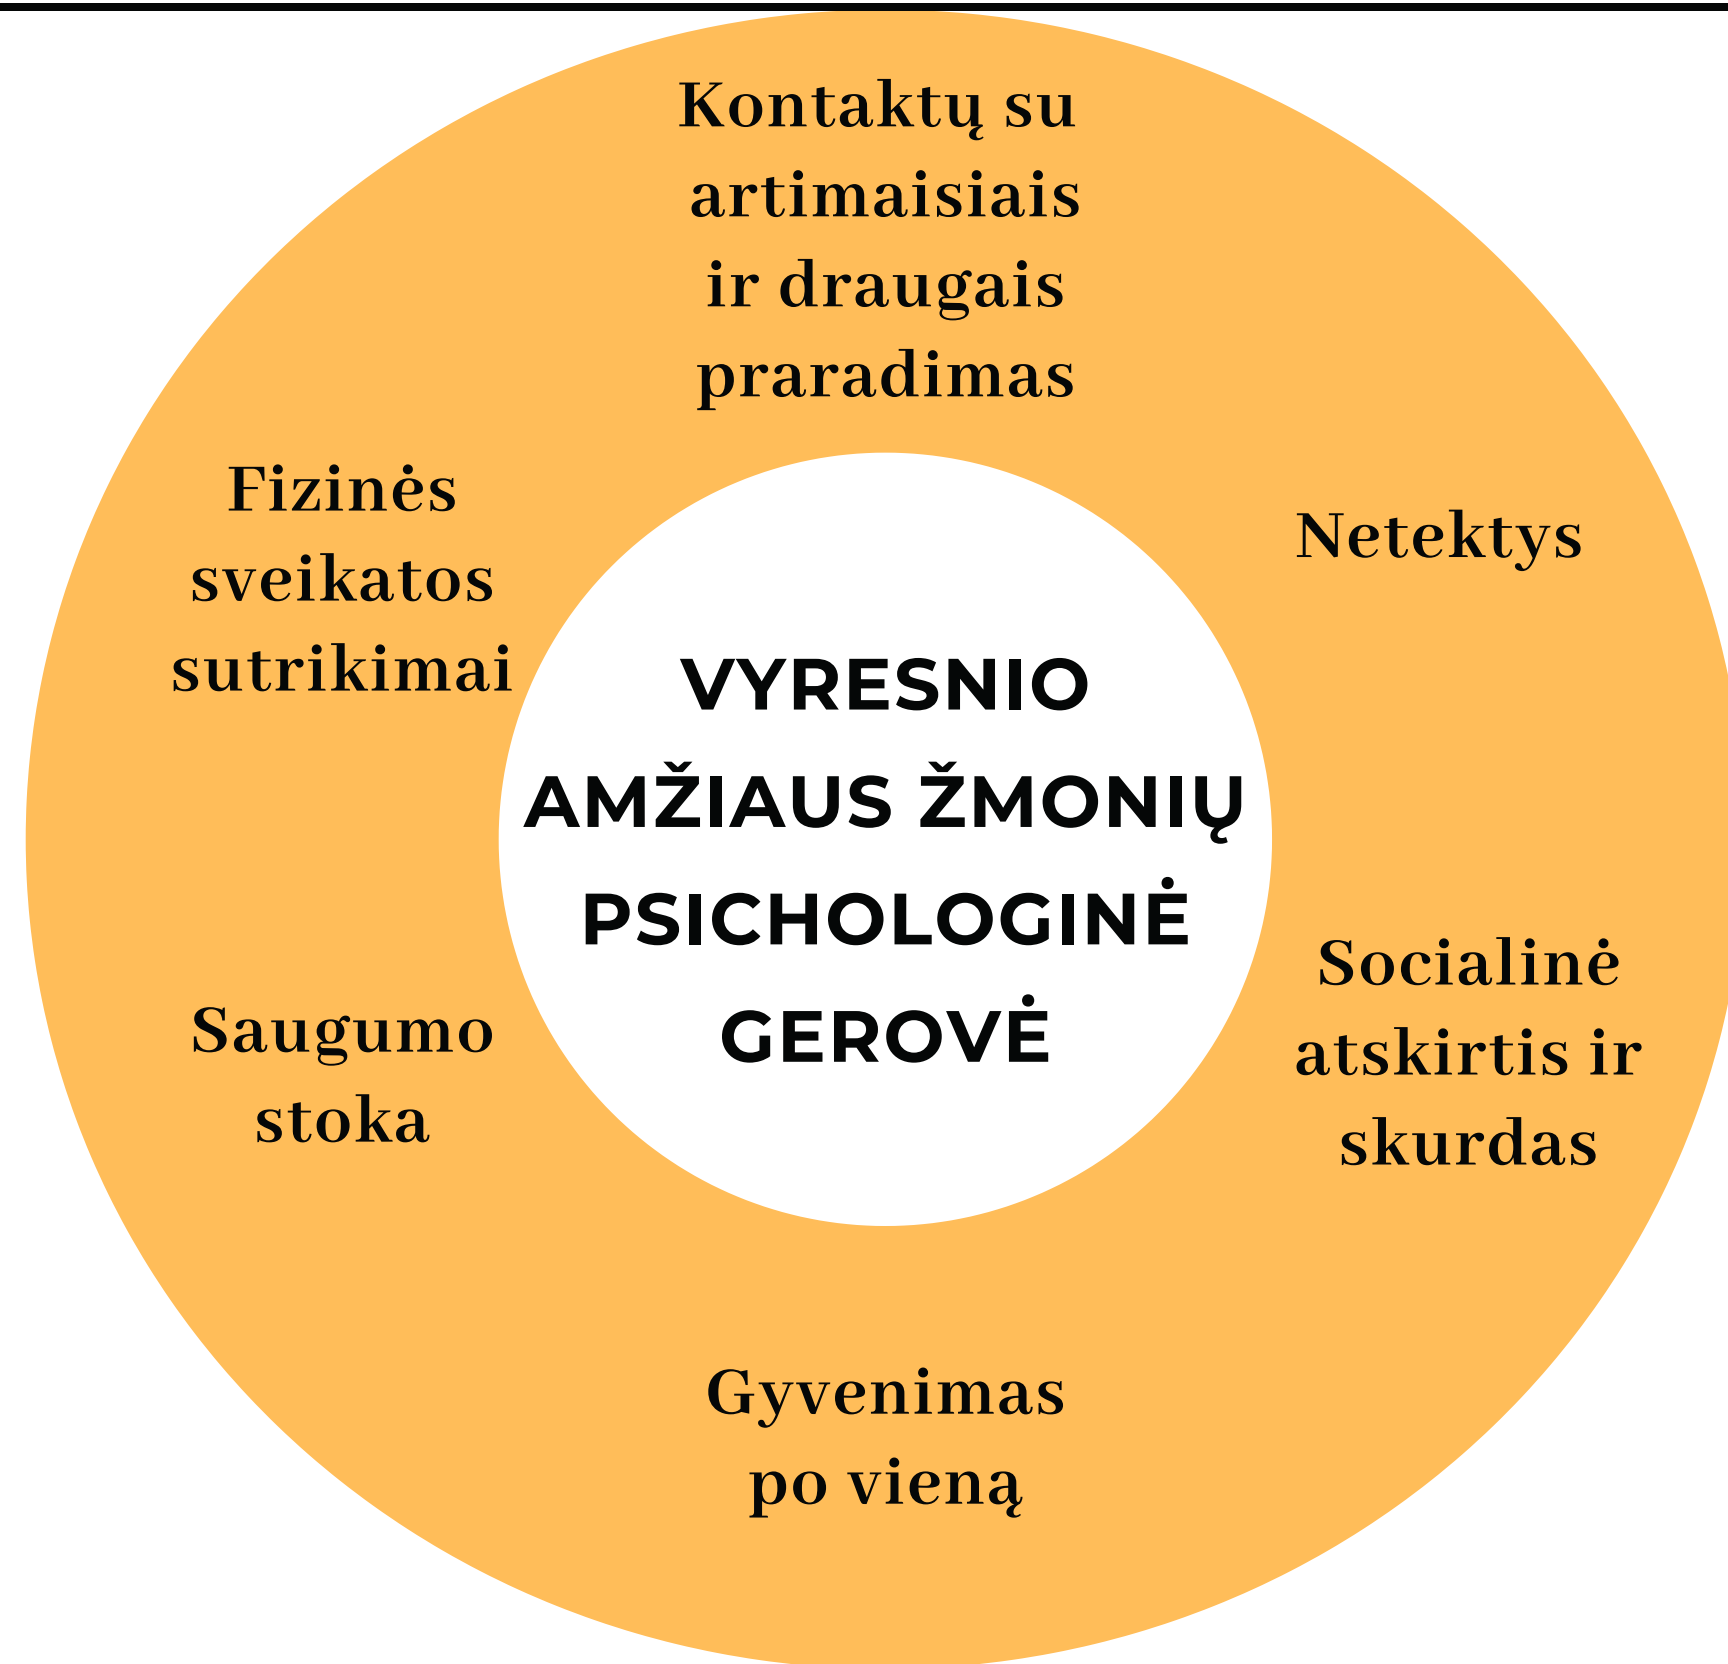 Kontaktų su
artimaisiais
ir draugais
praradimas
Fizinės
sveikatos
sutrikimai
Netektys
VYRESNIO
AMŽIAUS ŽMONIŲ
PSICHOLOGINĖ
GEROVĖ
Saugumo
stoka
Socialinė
atskirtis ir
skurdas
Gyvenimas
po vieną